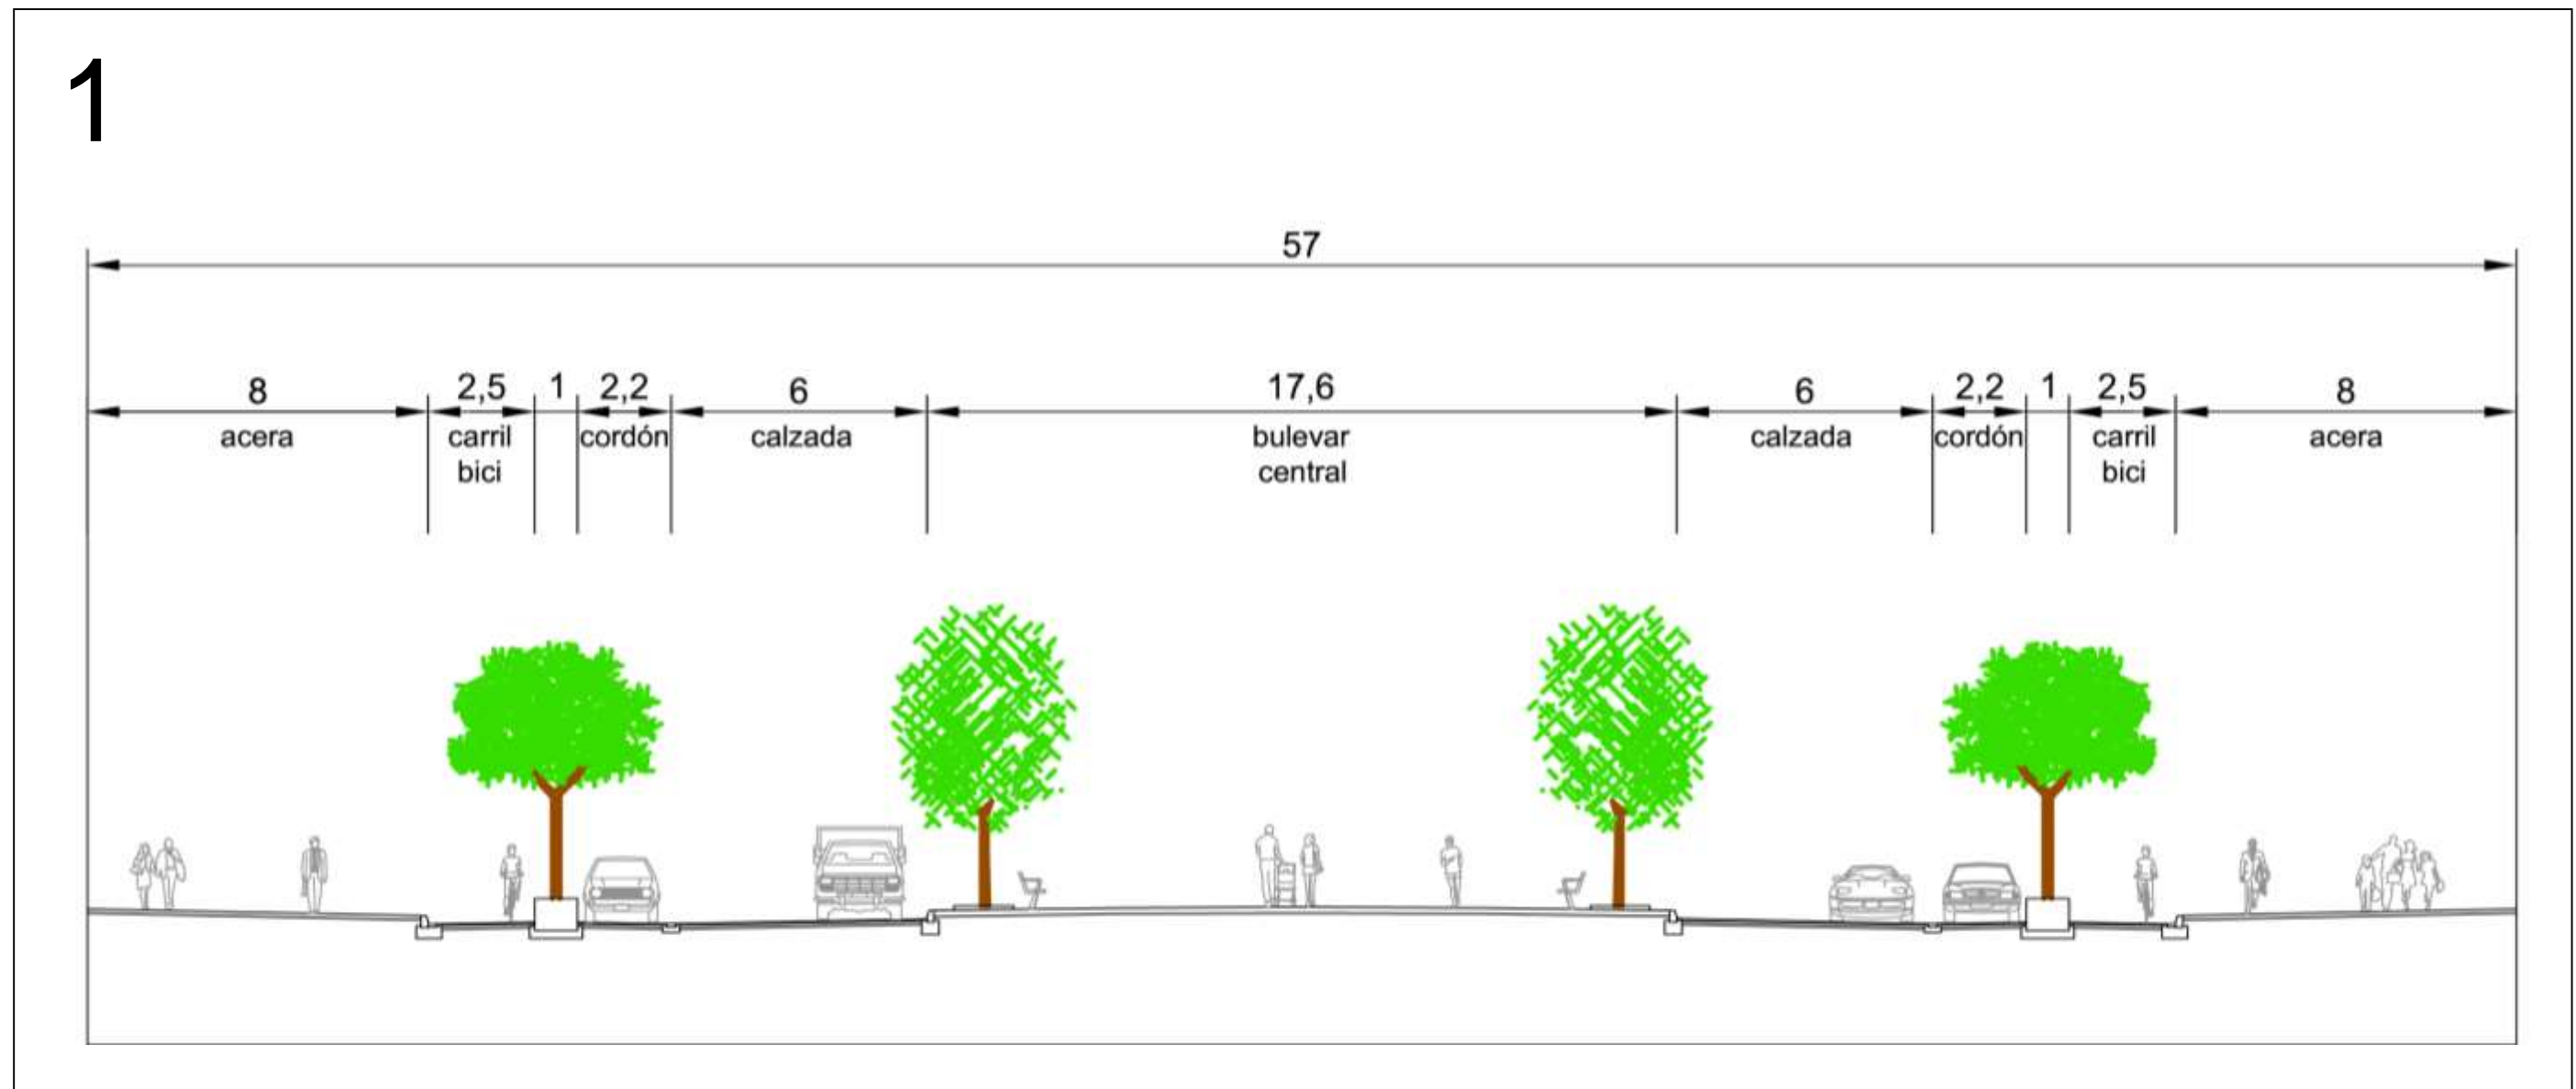 1
57
8 2,5 1 2,2 6 17,6 6 2,2 1 2,5 8
acera carril cordón calzada bulevar calzada cordón carril acera
bici central bici